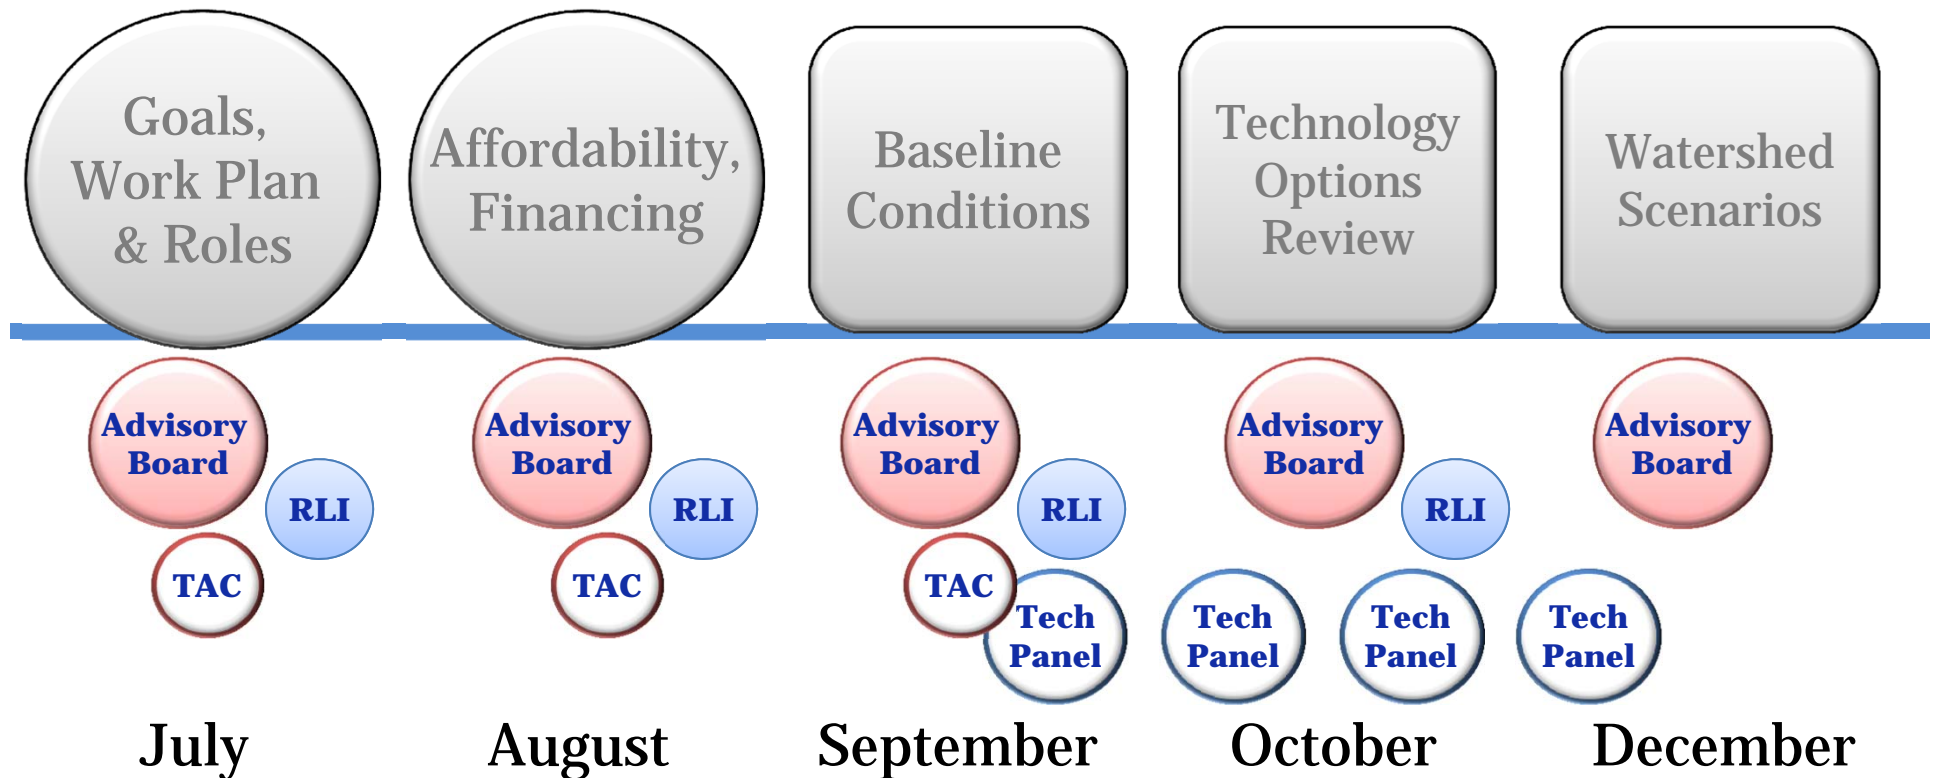 Goals,
Work Plan
& Roles
Affordability,
Financing
Baseline
Conditions
Technology
Options
Review
Watershed
Scenarios
Advisory
Board
RLI
TAC
Advisory
Board
RLI
TAC
Advisory
Board
RLI
TAC
Tech
Panel
Advisory
Board
RLI
Tech
Panel
Tech
Panel
Advisory
Board
Tech
Panel
July
August
September
October
December